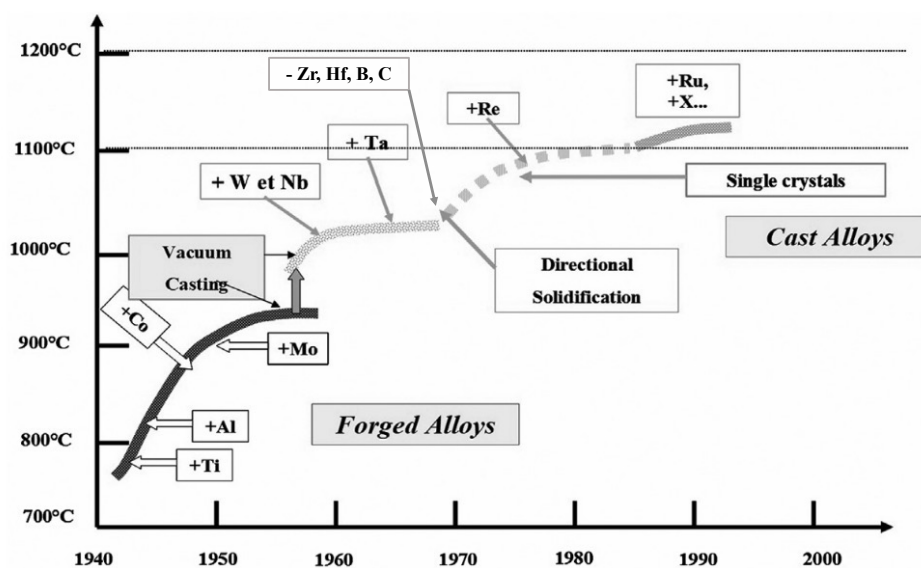 1200°C
- Zr, Hf, B, C
+Ru,
+X...
+Re
1100°C
+ Ta
+ W et Nb
Single crystals
Vacuum
Casting
1000°C
Cast Alloys
Directional
Solidification
+Co
900°C
+Mo
+Al
Forged Alloys
800°C
+Ti
700°C
1940
1950
1960
1970
1980
1990
2000